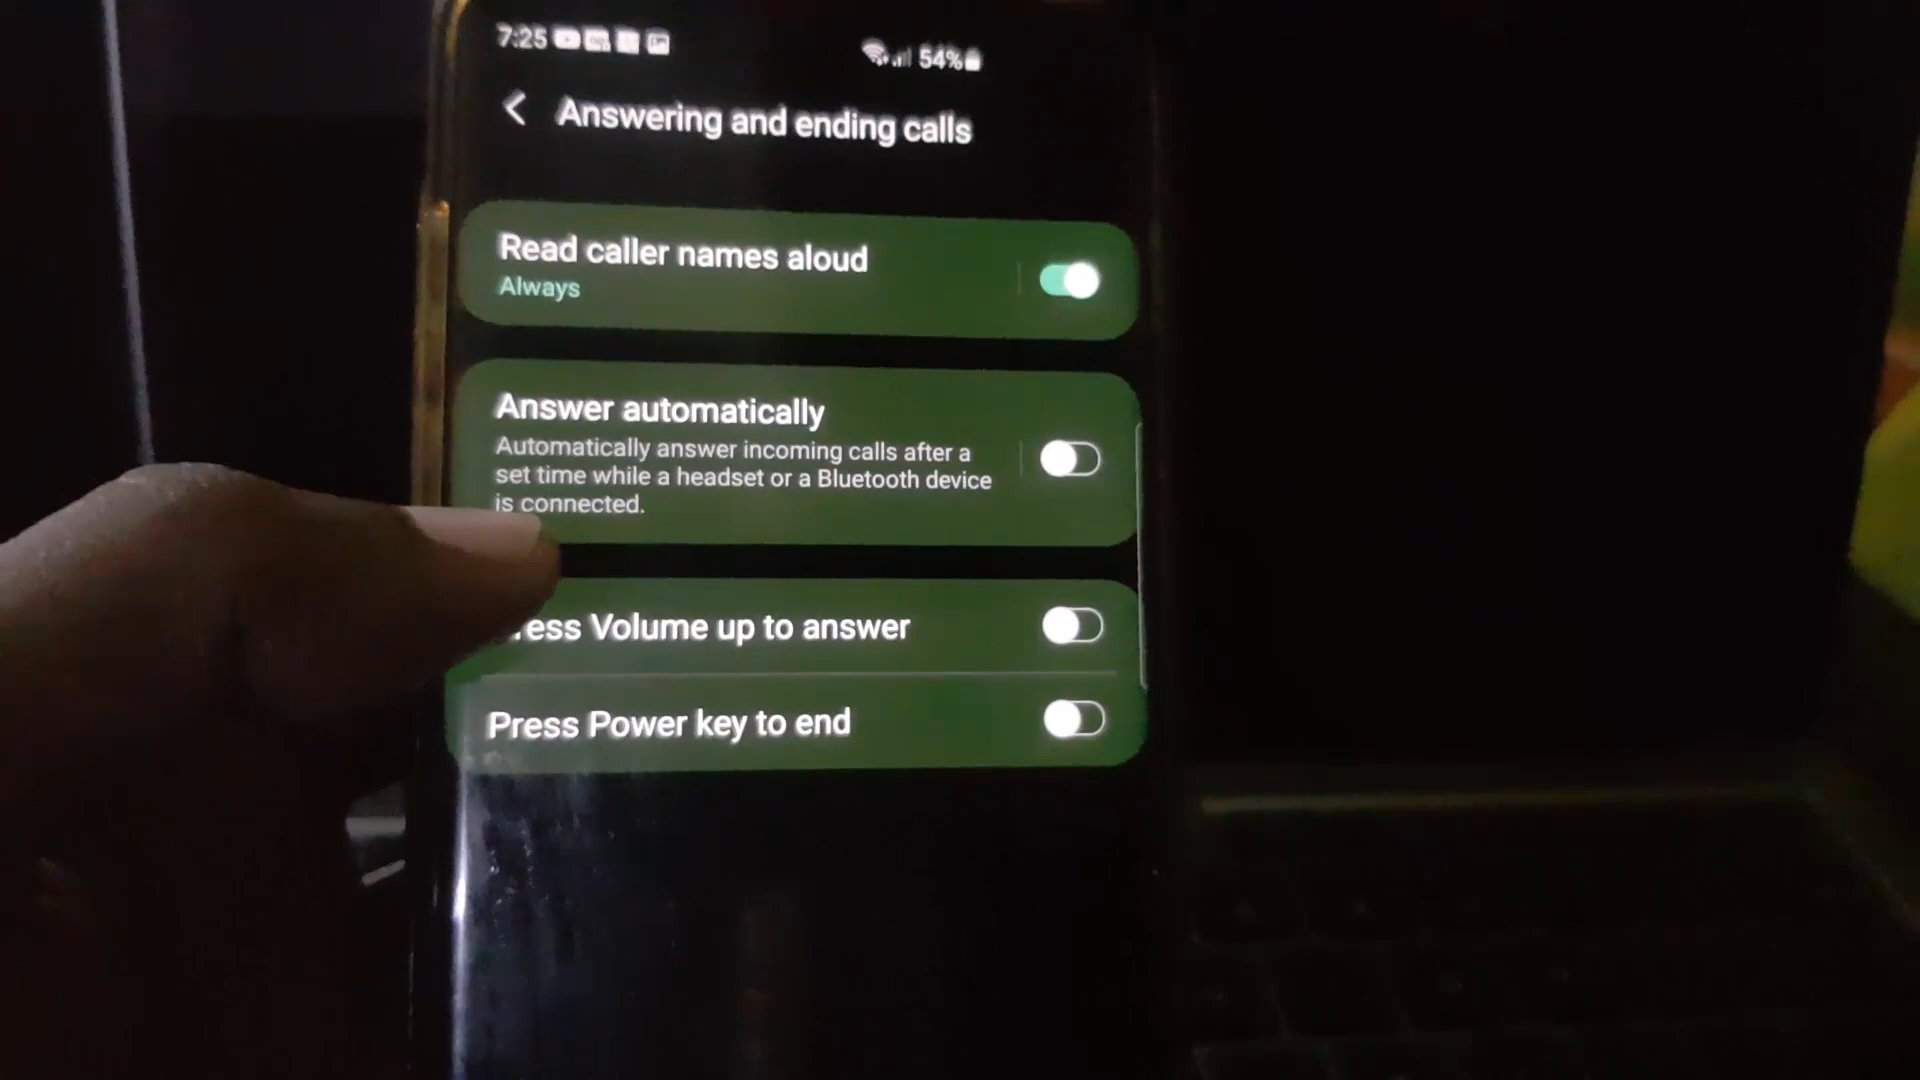 7:25
54%
Answering and ending calls
Read caller names aloud
Always
Answer automatically
Automatically answer incoming calls after a
set time while a headset or a Bluetooth device
is connected.
ress Volume up to answer
Press Power key to end